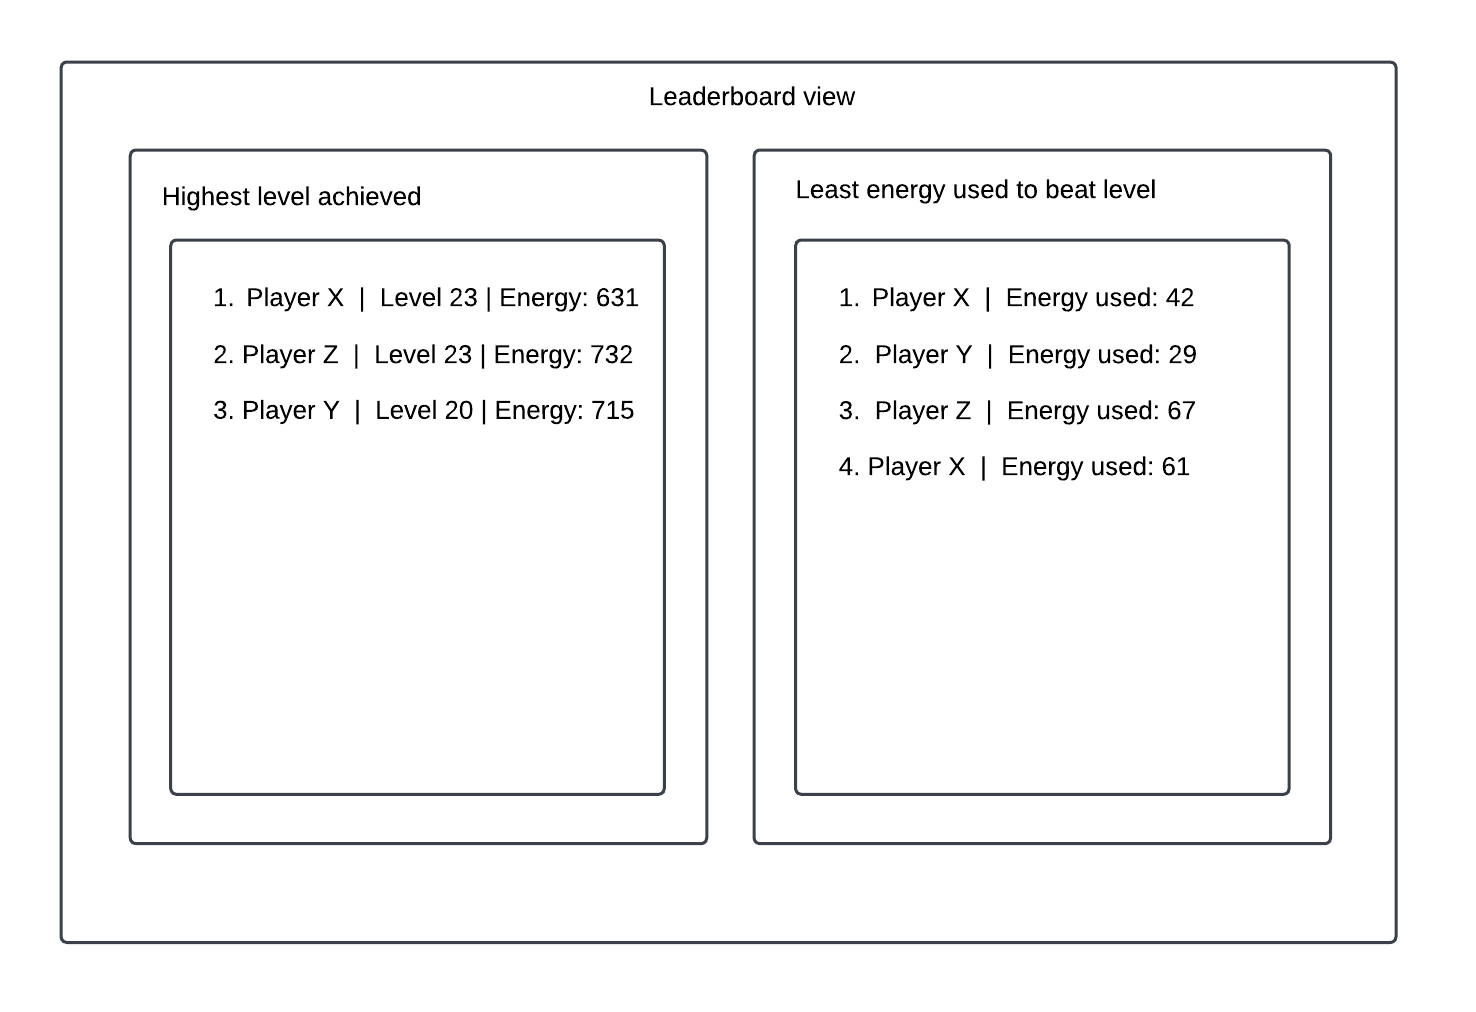 Leaderboard view
Highest level achieved
1. Player X | Level 23 | Energy: 631
2. Player Z | Level 23 | Energy: 732
3. Player Y | Level 20 | Energy: 715
Least energy used to beat level
1. Player X | Energy used: 42
2. Player Y | Energy used: 29
3. Player Z | Energy used: 67
4. Player X | Energy used: 61